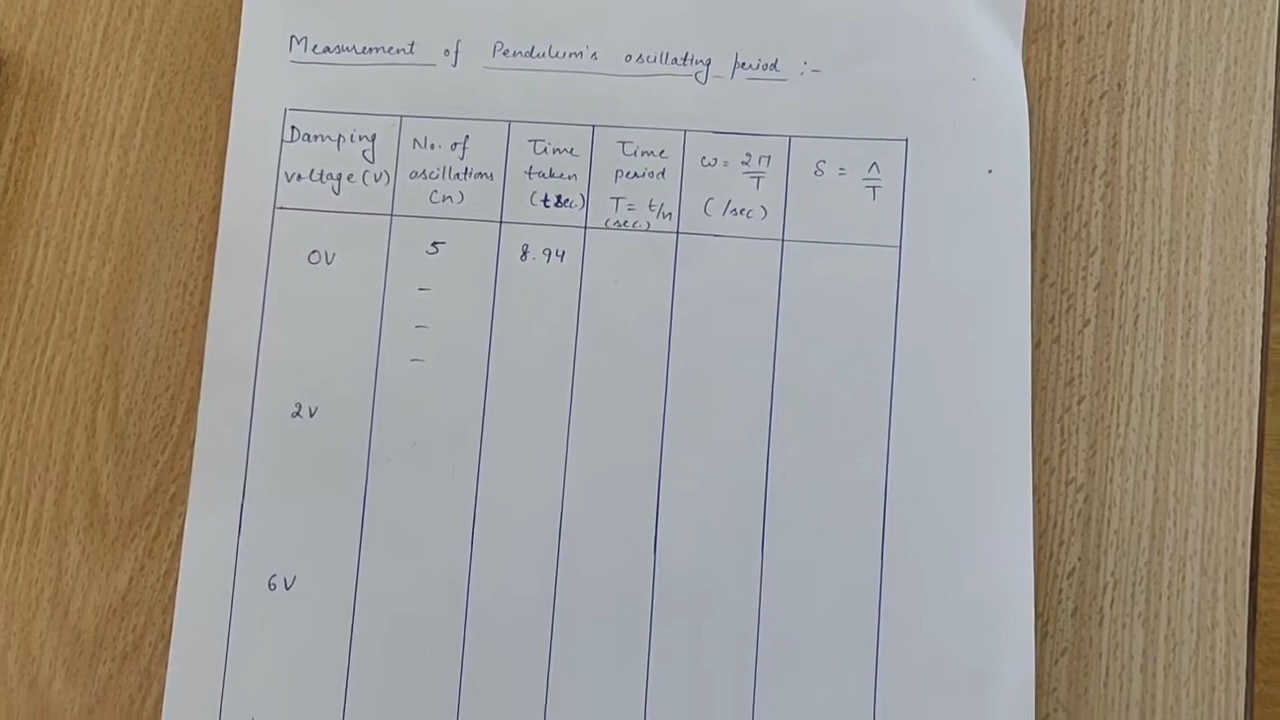 Measurement of Pendulum's oscillating period :-
Damping voltage (V)
No. of oscillations (n)
Time taken (t sec.)
Time period T = t/n (sec.)
ω = 2Π/T (/sec)
δ = Λ/T
0V 5 8.94
-
-
-
2V
6V